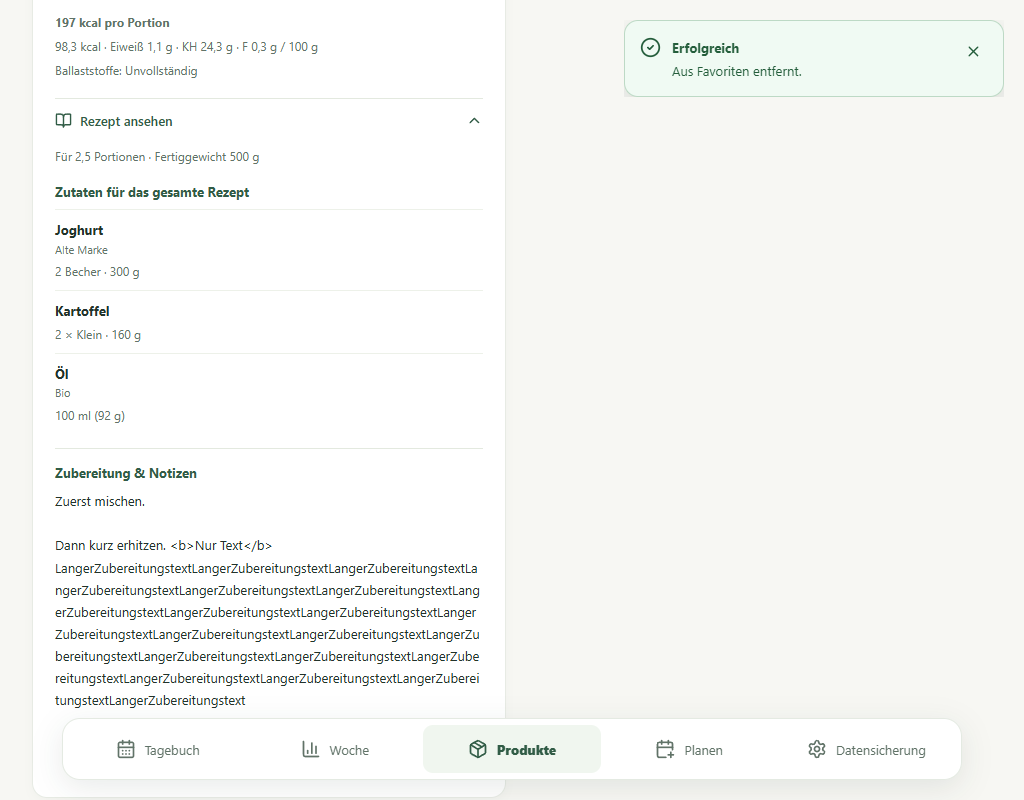 197 kcal pro Portion
98,3 kcal · Eiweiß 1,1 g · KH 24,3 g · F 0,3 / 100 g
Ballaststoffe: Unvollständig
Rezept ansehen
Für 2,5 Portionen · Fertiggewicht 500 g
Zutaten für das gesamte Rezept
Joghurt
Alte Marke
2 Becher · 300 g
Kartoffel
2 × Klein · 160 g
Öl
Bio
100 ml (92 g)
Zubereitung & Notizen
Zuerst mischen.
Dann kurz erhitzen. <b>Nur Text</b>
LangerZubereitungstextLangerZubereitungstextLangerZubereitungstextLa
ngerZubereitungstextLangerZubereitungstextLangerZubereitungstextLang
erZubereitungstextLangerZubereitungstextLangerZubereitungstextLanger
ZubereitungstextLangerZubereitungstextLangerZubereitungstextLangerZu
bereitungstextLangerZubereitungstextLangerZubereitungstextLangerZube
reitungstextLangerZubereitungstextLangerZubereitungstextLangerZuberei
tungstextLangerZubereitungstext
Erfolgreich
Aus Favoriten entfernt.
Tagebuch
Woche
Produkte
Planen
Datensicherung